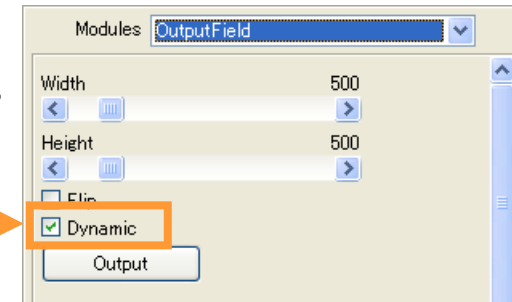 Modules OutputField
Width 500
Height 500
Flip
Dynamic
Output